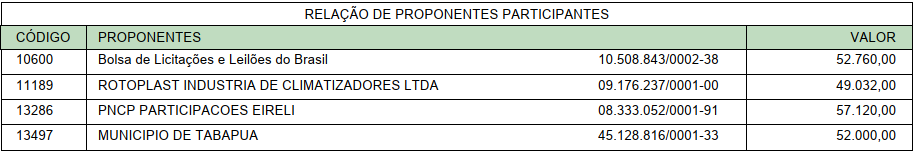 RELAÇÃO DE PROPONENTES PARTICIPANTES
CÓDIGO PROPONENTES VALOR
10600 Bolsa de Licitações e Leilões do Brasil 10.508.843/0002-38 52.760,00
11189 ROTOPLAST INDUSTRIA DE CLIMATIZADORES LTDA 09.176.237/0001-00 49.032,00
13286 PNCP PARTICIPACOES EIRELI 08.333.052/0001-91 57.120,00
13497 MUNICIPIO DE TABAPUA 45.128.816/0001-33 52.000,00